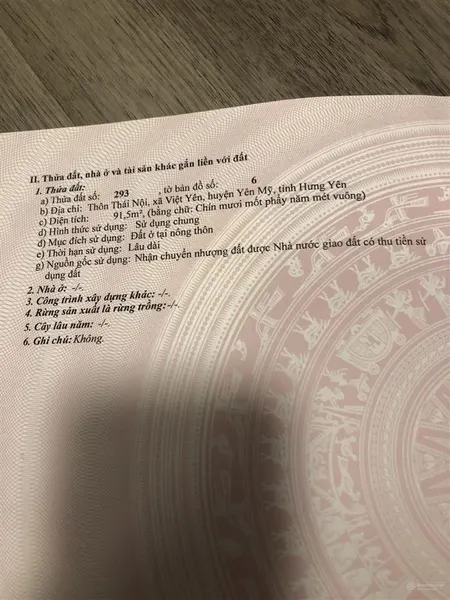 II. Thửa đất, nhà ở và tài sản khác gắn liền với đất
1. Thửa đất:
a) Thửa đất số: 293 , tờ bản đồ số: 6
b) Địa chỉ: Thôn Thái Nội, xã Việt Yên, huyện Yên Mỹ, tỉnh Hưng Yên
c) Diện tích: 91,5m², (bằng chữ: Chín mươi mốt phẩy năm mét vuông)
d) Hình thức sử dụng: Sử dụng chung
đ) Mục đích sử dụng: Đất ở tại nông thôn
e) Thời hạn sử dụng: Lâu dài
g) Nguồn gốc sử dụng: Nhận chuyển nhượng đất được Nhà nước giao đất có thu tiền sử
dụng đất
2. Nhà ở: -/-.
3. Công trình xây dựng khác: -/-.
4. Rừng sản xuất là rừng trồng:-/-.
5. Cây lâu năm: -/-.
6. Ghi chú: Không.